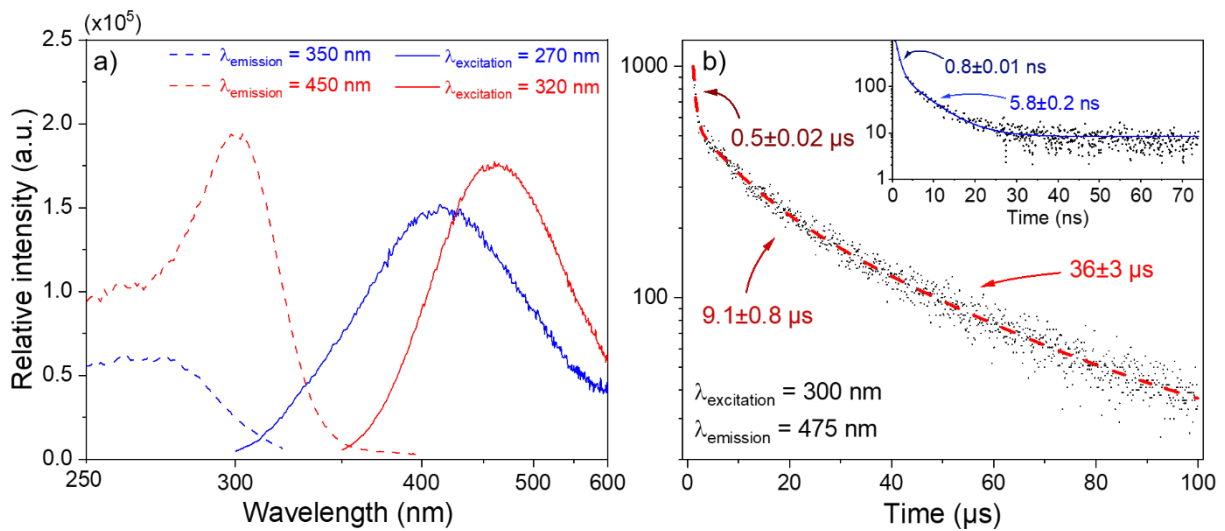 (x10⁵)
a)
λemission = 350 nm
λexcitation = 270 nm
λemission = 450 nm
λexcitation = 320 nm
Relative intensity (a.u.)
2.5
2.0
1.5
1.0
0.5
0.0
250
300
400
500
600
Wavelength (nm)
b)
1000
100
0.5±0.02 µs
9.1±0.8 µs
36±3 µs
λexcitation = 300 nm
λemission = 475 nm
0
20
40
60
80
100
Time (µs)
0.8±0.01 ns
5.8±0.2 ns
100
10
1
0
10
20
30
40
50
60
70
Time (ns)